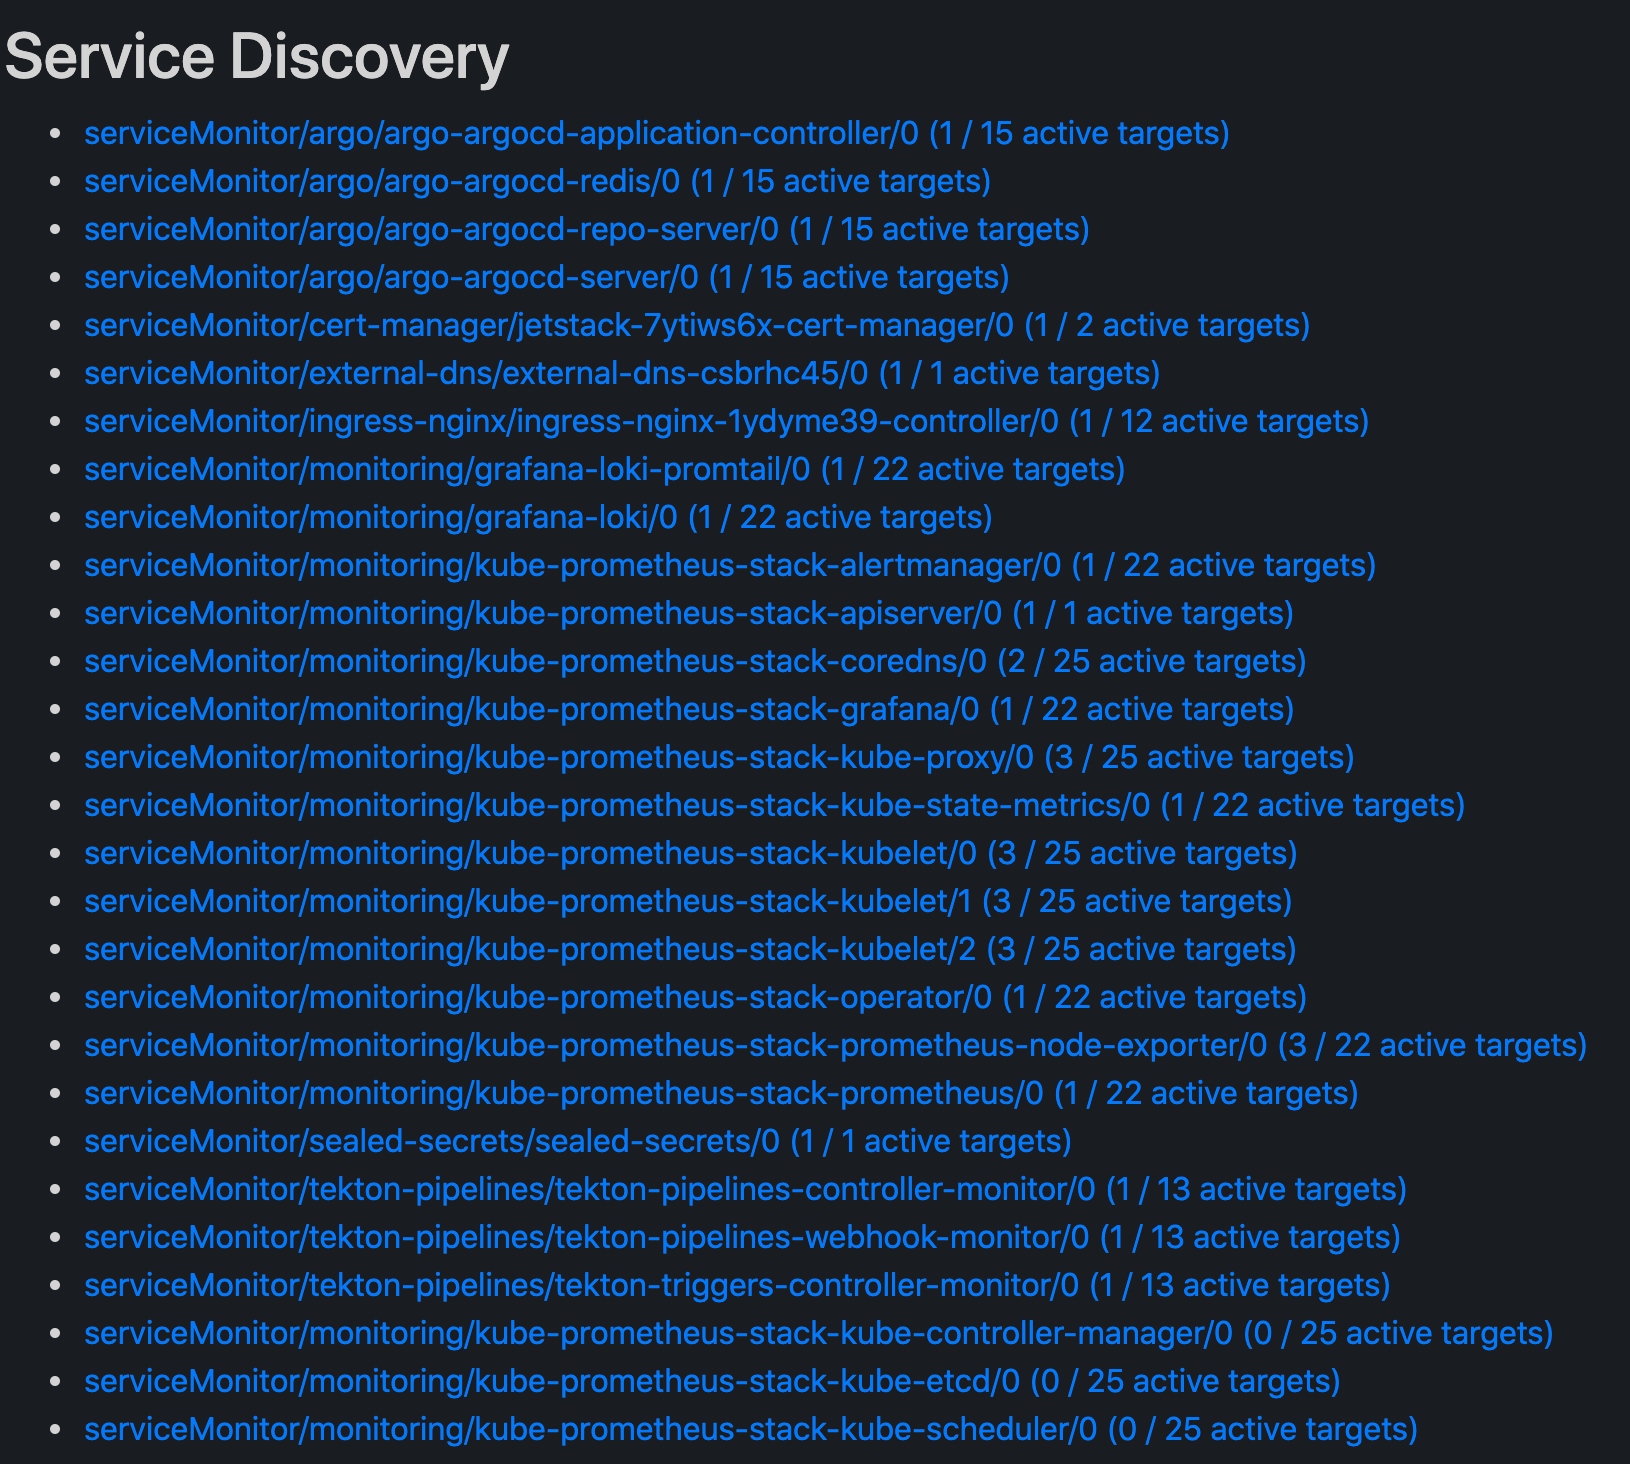 Service Discovery
serviceMonitor/argo/argo-argocd-application-controller/0 (1 / 15 active targets)
serviceMonitor/argo/argo-argocd-redis/0 (1 / 15 active targets)
serviceMonitor/argo/argo-argocd-repo-server/0 (1 / 15 active targets)
serviceMonitor/argo/argo-argocd-server/0 (1 / 15 active targets)
serviceMonitor/cert-manager/jetstack-7ytiws6x-cert-manager/0 (1 / 2 active targets)
serviceMonitor/external-dns/external-dns-csbrhc45/0 (1 / 1 active targets)
serviceMonitor/ingress-nginx/ingress-nginx-1ydyme39-controller/0 (1 / 12 active targets)
serviceMonitor/monitoring/grafana-loki-promtail/0 (1 / 22 active targets)
serviceMonitor/monitoring/grafana-loki/0 (1 / 22 active targets)
serviceMonitor/monitoring/kube-prometheus-stack-alertmanager/0 (1 / 22 active targets)
serviceMonitor/monitoring/kube-prometheus-stack-apiserver/0 (1 / 1 active targets)
serviceMonitor/monitoring/kube-prometheus-stack-coredns/0 (2 / 25 active targets)
serviceMonitor/monitoring/kube-prometheus-stack-grafana/0 (1 / 22 active targets)
serviceMonitor/monitoring/kube-prometheus-stack-kube-proxy/0 (3 / 25 active targets)
serviceMonitor/monitoring/kube-prometheus-stack-kube-state-metrics/0 (1 / 22 active targets)
serviceMonitor/monitoring/kube-prometheus-stack-kubelet/0 (3 / 25 active targets)
serviceMonitor/monitoring/kube-prometheus-stack-kubelet/1 (3 / 25 active targets)
serviceMonitor/monitoring/kube-prometheus-stack-kubelet/2 (3 / 25 active targets)
serviceMonitor/monitoring/kube-prometheus-stack-operator/0 (1 / 22 active targets)
serviceMonitor/monitoring/kube-prometheus-stack-prometheus-node-exporter/0 (3 / 22 active targets)
serviceMonitor/monitoring/kube-prometheus-stack-prometheus/0 (1 / 22 active targets)
serviceMonitor/sealed-secrets/sealed-secrets/0 (1 / 1 active targets)
serviceMonitor/tekton-pipelines/tekton-pipelines-controller-monitor/0 (1 / 13 active targets)
serviceMonitor/tekton-pipelines/tekton-pipelines-webhook-monitor/0 (1 / 13 active targets)
serviceMonitor/tekton-pipelines/tekton-triggers-controller-monitor/0 (1 / 13 active targets)
serviceMonitor/monitoring/kube-prometheus-stack-kube-controller-manager/0 (0 / 25 active targets)
serviceMonitor/monitoring/kube-prometheus-stack-kube-etcd/0 (0 / 25 active targets)
serviceMonitor/monitoring/kube-prometheus-stack-kube-scheduler/0 (0 / 25 active targets)